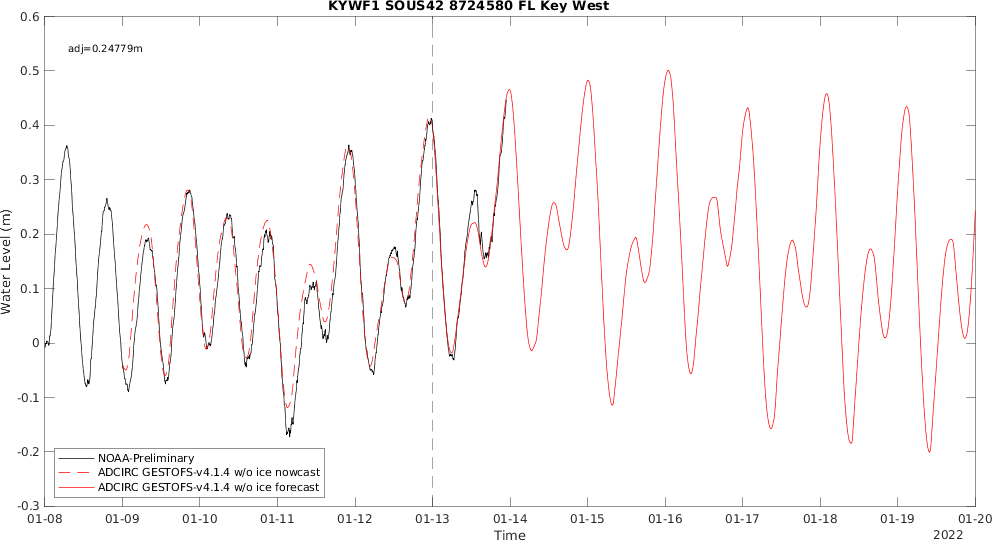 KYWF1 SOUS42 8724580 FL Key West
0.6
adj=0.24779m
0.5
0.4
0.3
0.2
0.1
0
-0.1
-0.2
-0.3
Water Level (m)
NOAA-Preliminary
ADCIRC GESTOFS-v4.1.4 w/o ice nowcast
ADCIRC GESTOFS-v4.1.4 w/o ice forecast
01-08 01-09 01-10 01-11 01-12 01-13 01-14 01-15 01-16 01-17 01-18 01-19 01-20
Time
2022